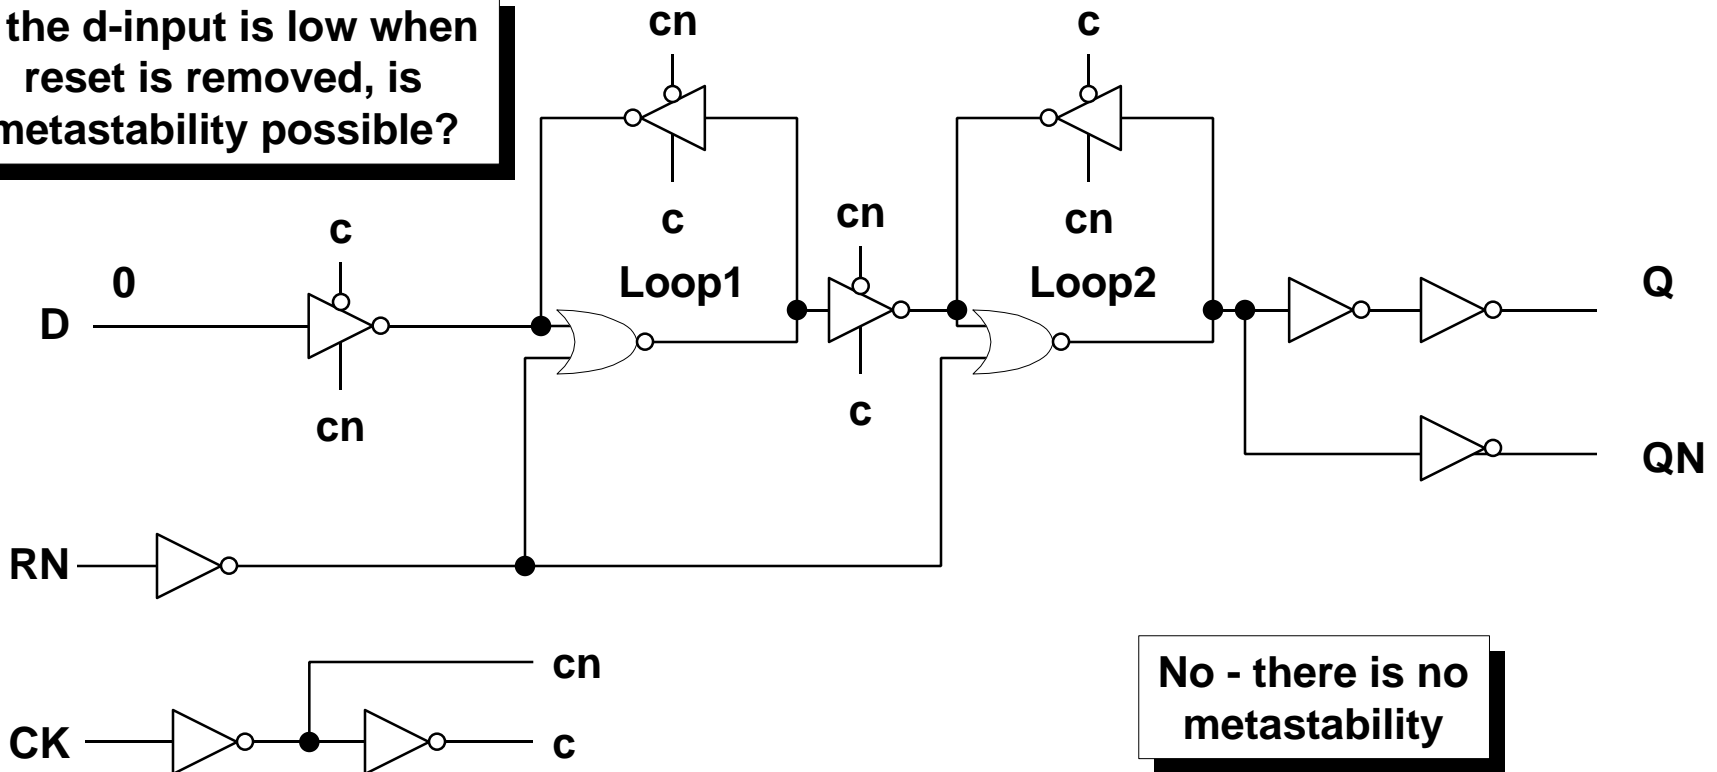 the d-input is low when
reset is removed, is
metastability possible?
cn
c
c
0
D
cn
c
Loop1
cn
c
cn
Loop2
Q
QN
RN
cn
CK
c
No - there is no
metastability